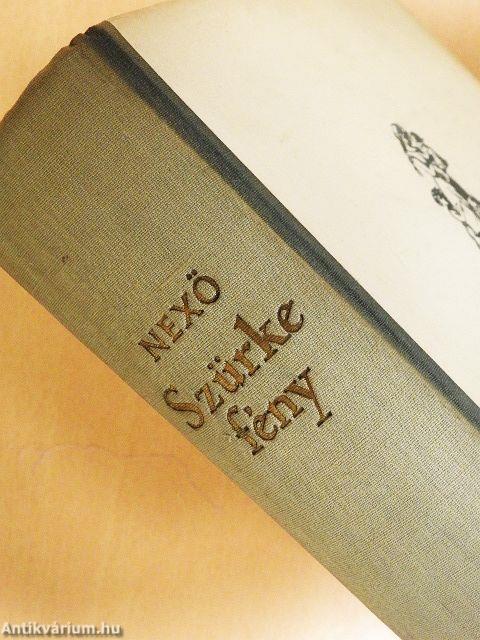 NEXÖ
Szürke
fény
Antikvárium.hu